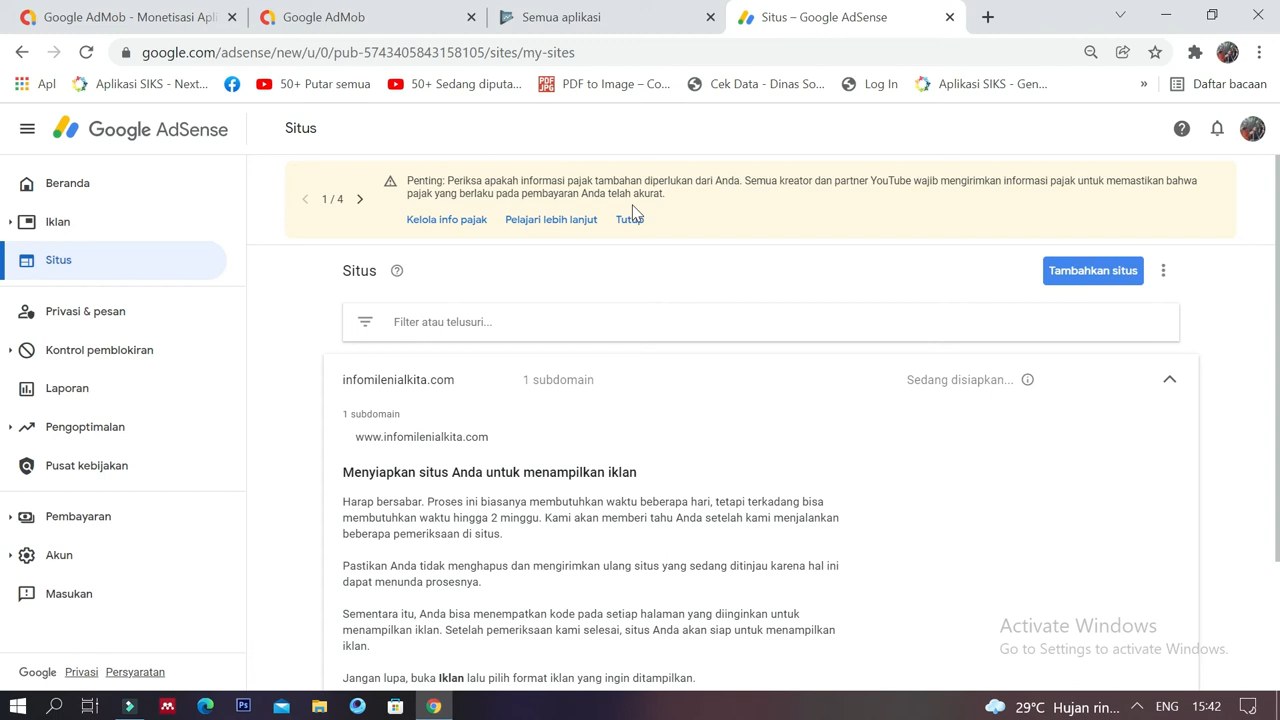 Google AdMob - Monetisasi Apl
Google AdMob
Semua aplikasi
Situs – Google AdSense
google.com/adsense/new/u/0/pub-5743405843158105/sites/my-sites
Apl
Aplikasi SIKS - Next...
50+ Putar semua
50+ Sedang diputa...
PDF to Image – Co...
Cek Data - Dinas So...
Log In
Aplikasi SIKS - Gen...
»
Daftar bacaan
Google AdSense
Situs
Beranda
Iklan
Situs
Privasi & pesan
Kontrol pemblokiran
Laporan
Pengoptimalan
Pusat kebijakan
Pembayaran
Akun
Masukan
Google Privasi Persyaratan
1 / 4
Penting: Periksa apakah informasi pajak tambahan diperlukan dari Anda. Semua kreator dan partner YouTube wajib mengirimkan informasi pajak untuk memastikan bahwa
pajak yang berlaku pada pembayaran Anda telah akurat.
Kelola info pajak Pelajari lebih lanjut Tutup
Situs
Tambahkan situs
Filter atau telusuri...
infomilenialkita.com 1 subdomain Sedang disiapkan...
1 subdomain
www.infomilenialkita.com
Menyiapkan situs Anda untuk menampilkan iklan
Harap bersabar. Proses ini biasanya membutuhkan waktu beberapa hari, tetapi terkadang bisa
membutuhkan waktu hingga 2 minggu. Kami akan memberi tahu Anda setelah kami menjalankan
beberapa pemeriksaan di situs.
Pastikan Anda tidak menghapus dan mengirimkan ulang situs yang sedang ditinjau karena hal ini
dapat menunda prosesnya.
Sementara itu, Anda bisa menempatkan kode pada setiap halaman yang diinginkan untuk
menampilkan iklan. Setelah pemeriksaan kami selesai, situs Anda akan siap untuk menampilkan
iklan.
Jangan lupa, buka Iklan lalu pilih format iklan yang ingin ditampilkan.
Activate Windows
Go to Settings to activate Windows.
29°C Hujan rin...
ENG
15:42